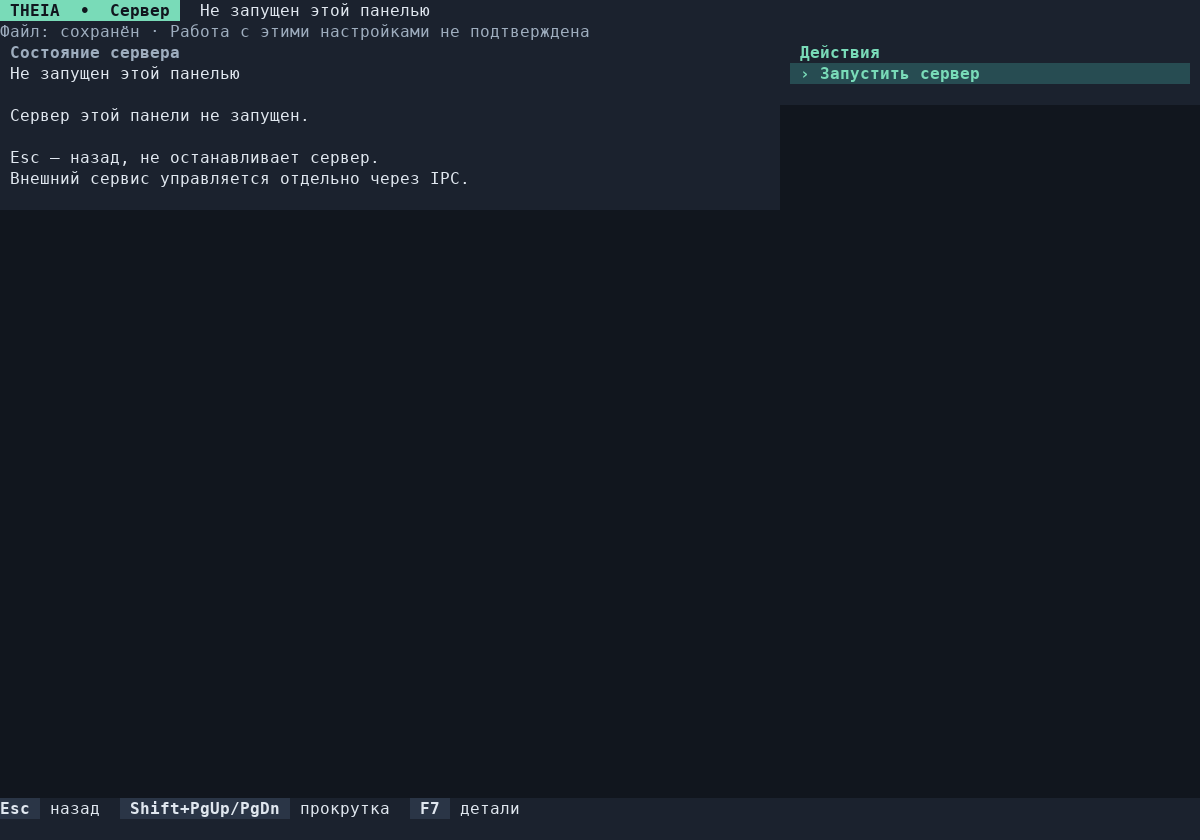 THEIA • Сервер Не запущен этой панелью
Файл: сохранён · Работа с этими настройками не подтверждена
Состояние сервера
Не запущен этой панелью
Сервер этой панели не запущен.
Esc — назад, не останавливает сервер.
Внешний сервис управляется отдельно через IPC.
Действия
› Запустить сервер
Esc назад Shift+PgUp/PgDn прокрутка F7 детали